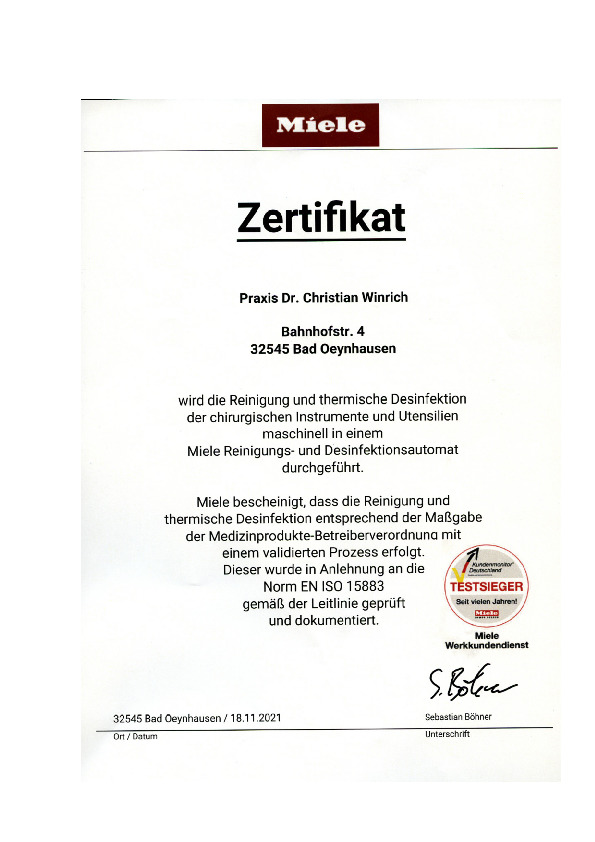 Miele
Zertifikat
Praxis Dr. Christian Winrich
Bahnhofstr. 4
32545 Bad Oeynhausen
wird die Reinigung und thermische Desinfektion
der chirurgischen Instrumente und Utensilien
maschinell in einem
Miele Reinigungs- und Desinfektionsautomat
durchgeführt.
Miele bescheinigt, dass die Reinigung und
thermische Desinfektion entsprechend der Maßgabe
der Medizinprodukte-Betreiberverordnung mit
einem validierten Prozess erfolgt.
Dieser wurde in Anlehnung an die
Norm EN ISO 15883
gemäß der Leitlinie geprüft
und dokumentiert.
Kundenmonitor®
Deutschland
TESTSIEGER
Seit vielen Jahren!
Miele
Miele
Werkkundendienst
S. Böhner
32545 Bad Oeynhausen / 18.11.2021
Sebastian Böhner
Ort / Datum
Unterschrift